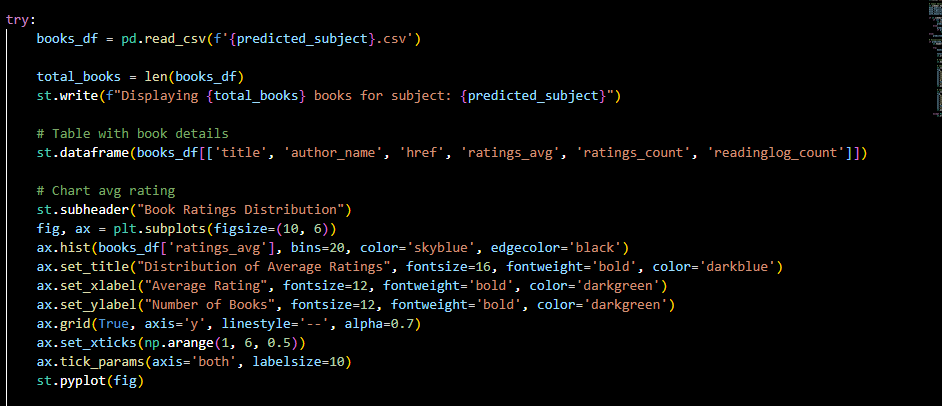 try:
    books_df = pd.read_csv(f'{predicted_subject}.csv')
    total_books = len(books_df)
    st.write(f"Displaying {total_books} books for subject: {predicted_subject}")
    # Table with book details
    st.dataframe(books_df[['title', 'author_name', 'href', 'ratings_avg', 'ratings_count', 'readinglog_count']])
    # Chart avg rating
    st.subheader("Book Ratings Distribution")
    fig, ax = plt.subplots(figsize=(10, 6))
    ax.hist(books_df['ratings_avg'], bins=20, color='skyblue', edgecolor='black')
    ax.set_title("Distribution of Average Ratings", fontsize=16, fontweight='bold', color='darkblue')
    ax.set_xlabel("Average Rating", fontsize=12, fontweight='bold', color='darkgreen')
    ax.set_ylabel("Number of Books", fontsize=12, fontweight='bold', color='darkgreen')
    ax.grid(True, axis='y', linestyle='--', alpha=0.7)
    ax.set_xticks(np.arange(1, 6, 0.5))
    ax.tick_params(axis='both', labelsize=10)
    st.pyplot(fig)